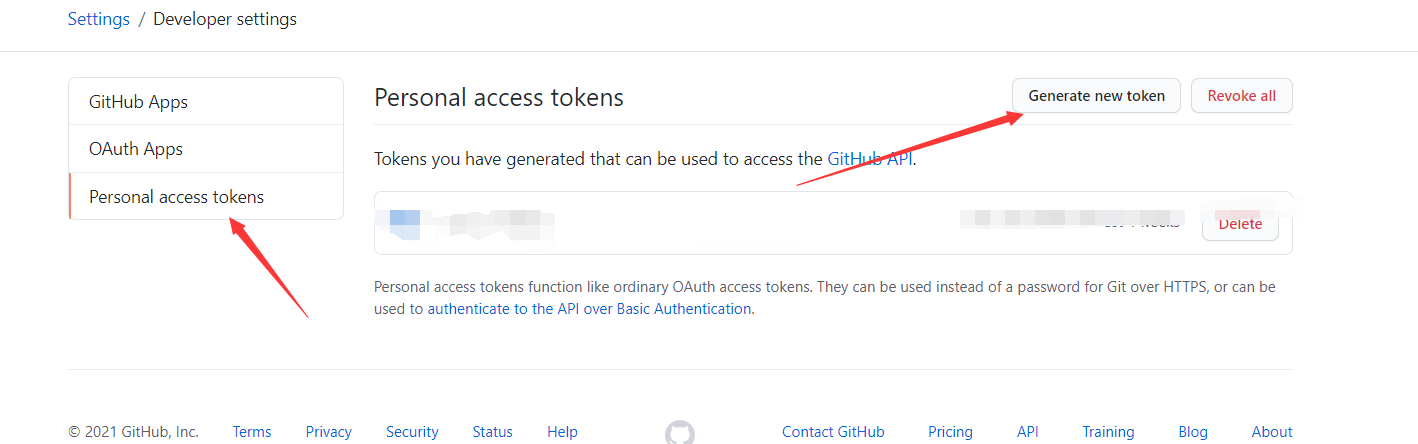 Settings / Developer settings
GitHub Apps
OAuth Apps
Personal access tokens
Personal access tokens
Generate new token
Revoke all
Tokens you have generated that can be used to access the GitHub API.
Delete
Personal access tokens function like ordinary OAuth access tokens. They can be used instead of a password for Git over HTTPS, or can be
used to authenticate to the API over Basic Authentication.
© 2021 GitHub, Inc. Terms Privacy Security Status Help Contact GitHub Pricing API Training Blog About